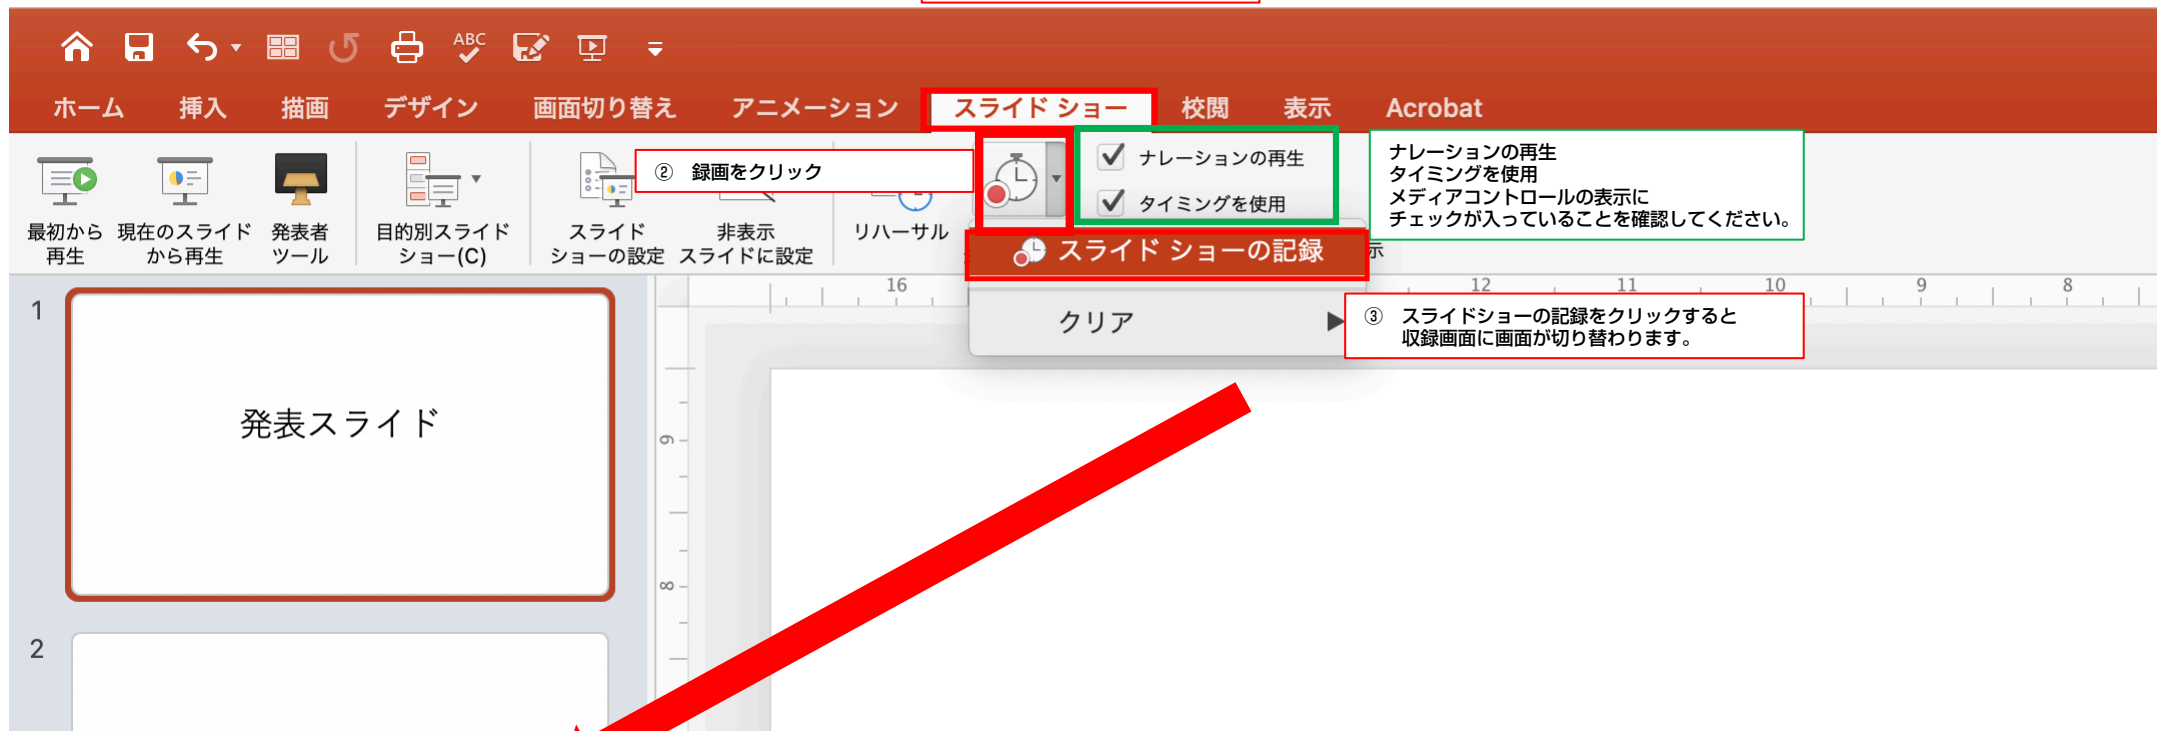 ABC
ホーム 挿入 描画 デザイン 画面切り替え アニメーション スライド ショー 校閲 表示 Acrobat
② 録画をクリック
ナレーションの再生
タイミングを使用
ナレーションの再生
タイミングを使用
メディアコントロールの表示に
チェックが入っていることを確認してください。
最初から
再生
現在のスライド
から再生
発表者
ツール
目的別スライド
ショー(C)
スライド
ショーの設定
非表示
スライドに設定
リハーサル
示
スライド ショーの記録
クリア
③ スライドショーの記録をクリックすると
収録画面に画面が切り替わります。
16 12 11 10 9 8
1
発表スライド
2
9
8